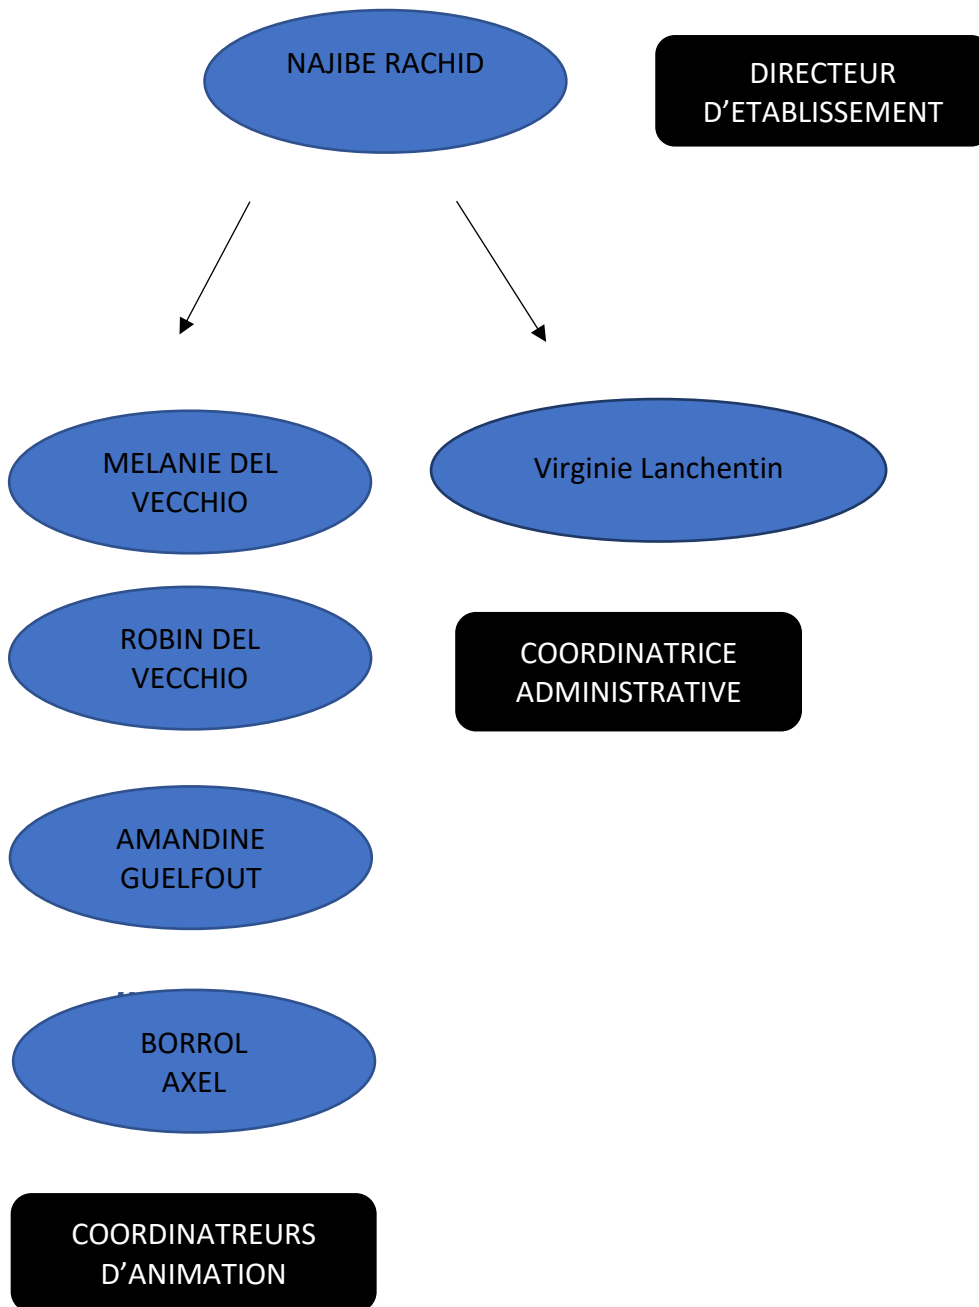 NAJIBE RACHID
DIRECTEUR
D’ETABLISSEMENT
MELANIE DEL
VECCHIO
Virginie Lanchentin
ROBIN DEL
VECCHIO
COORDINATRICE
ADMINISTRATIVE
AMANDINE
GUELFOUT
BORROL
AXEL
COORDINATREURS
D’ANIMATION